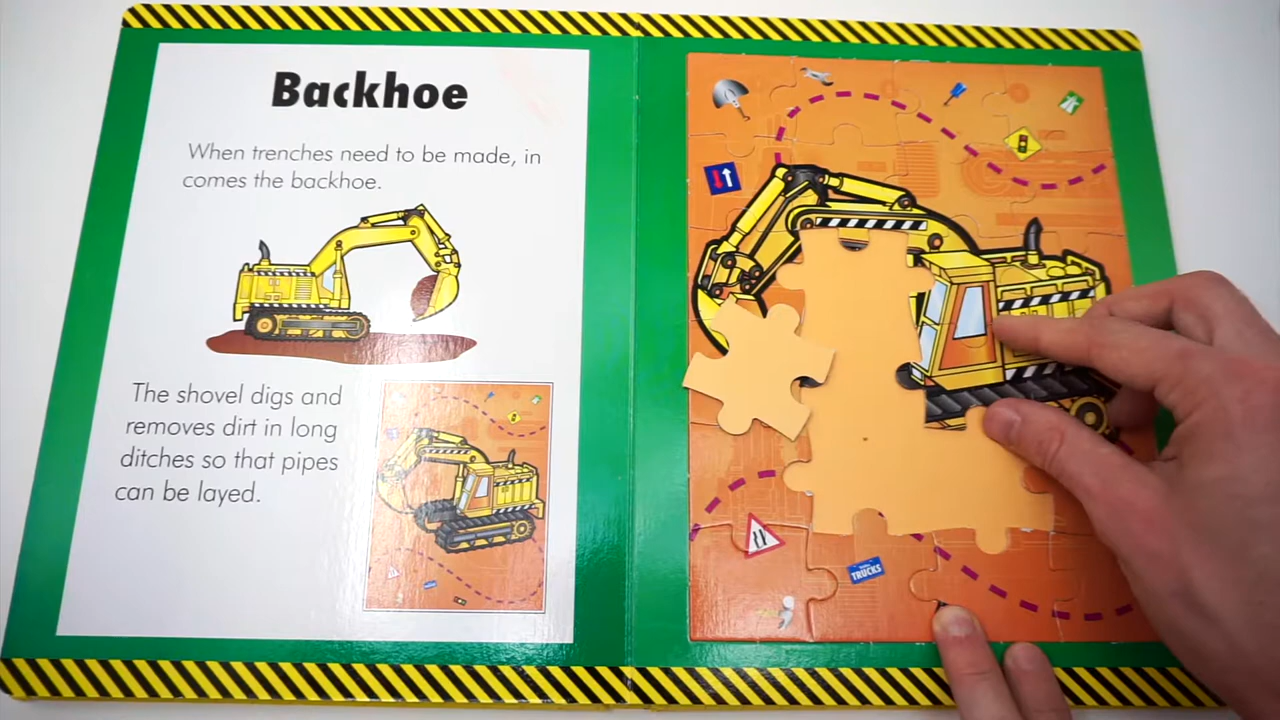 Backhoe
When trenches need to be made, in
comes the backhoe.
The shovel digs and
removes dirt in long
ditches so that pipes
can be layed.
TRUCKS